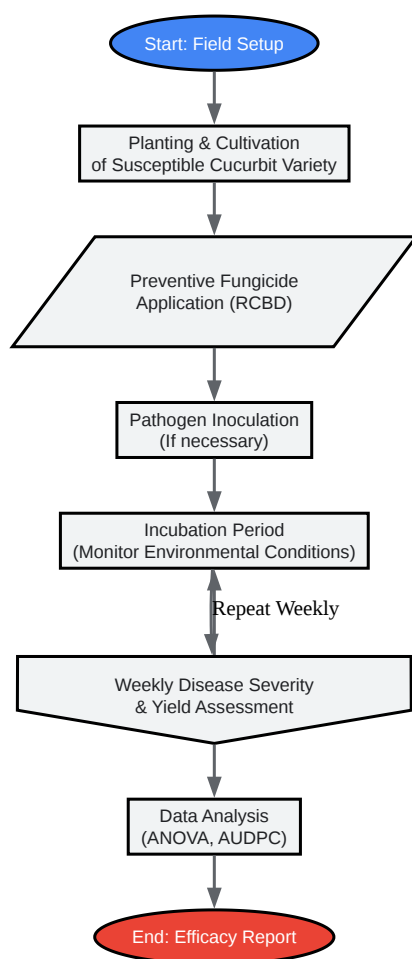 Start: Field Setup
Planting & Cultivation
of Susceptible Cucurbit Variety
Preventive Fungicide
Application (RCBD)
Pathogen Inoculation
(If necessary)
Incubation Period
(Monitor Environmental Conditions)
Repeat Weekly
Weekly Disease Severity
& Yield Assessment
Data Analysis
(ANOVA, AUDPC)
End: Efficacy Report